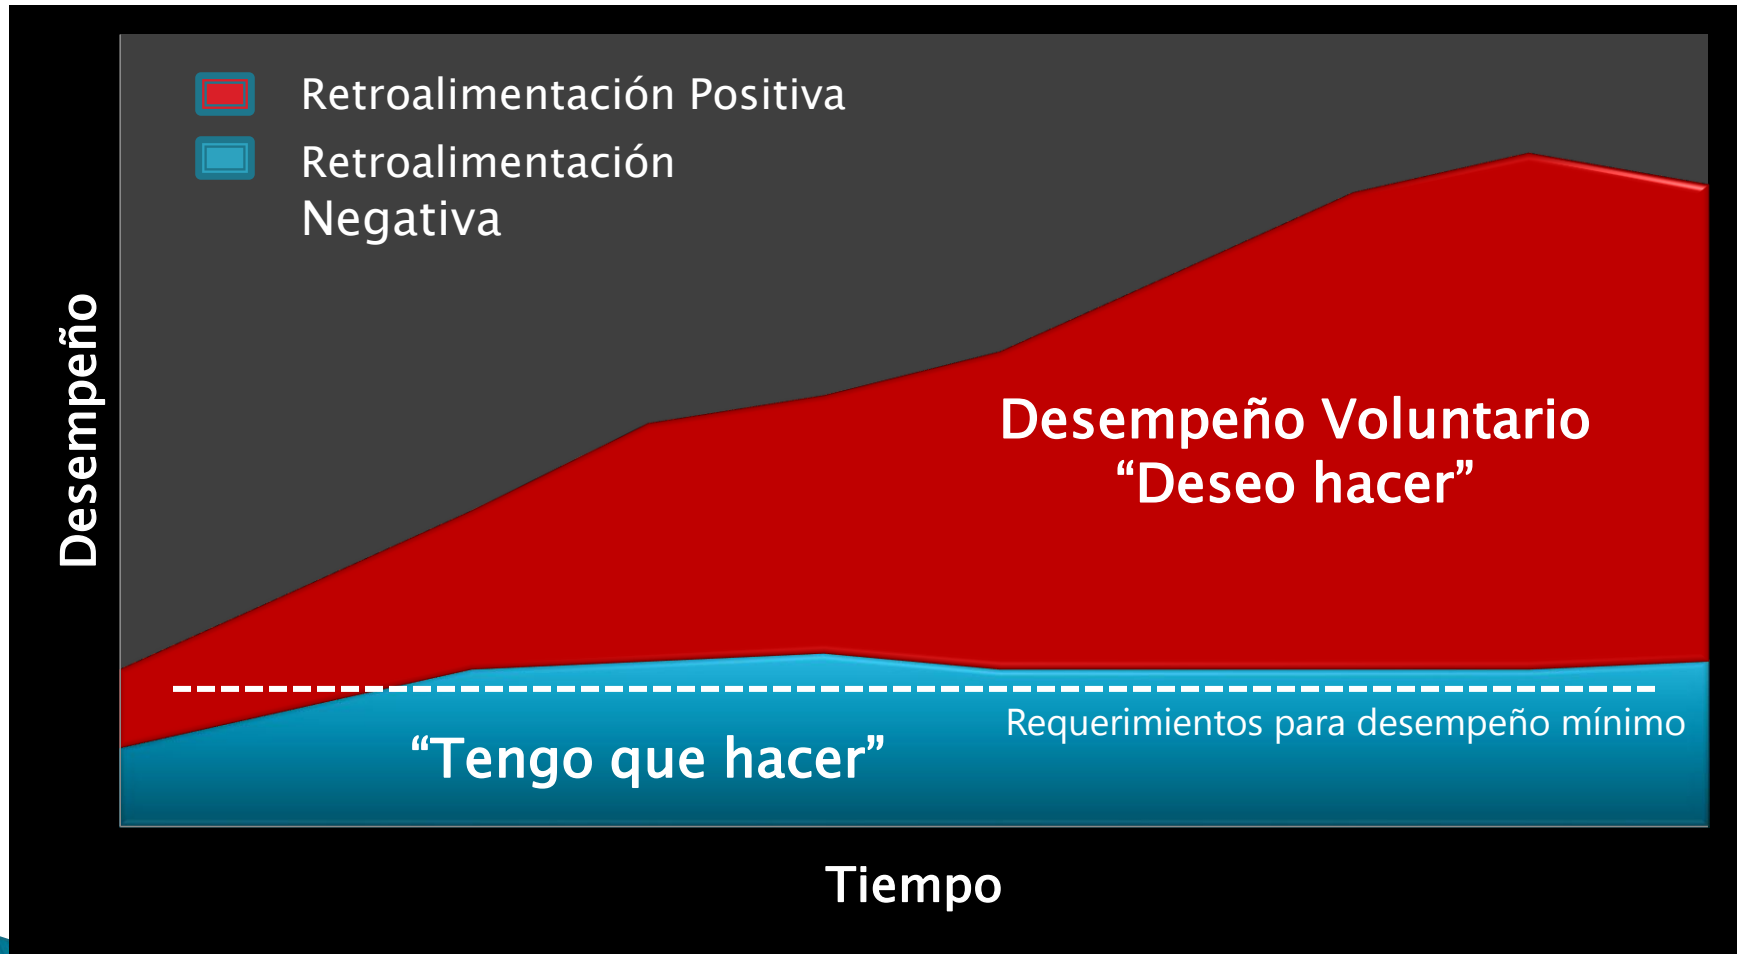 Retroalimentación Positiva
Retroalimentación
Negativa
Desempeño
Desempeño Voluntario
“Deseo hacer”
Requerimientos para desempeño mínimo
“Tengo que hacer”
Tiempo